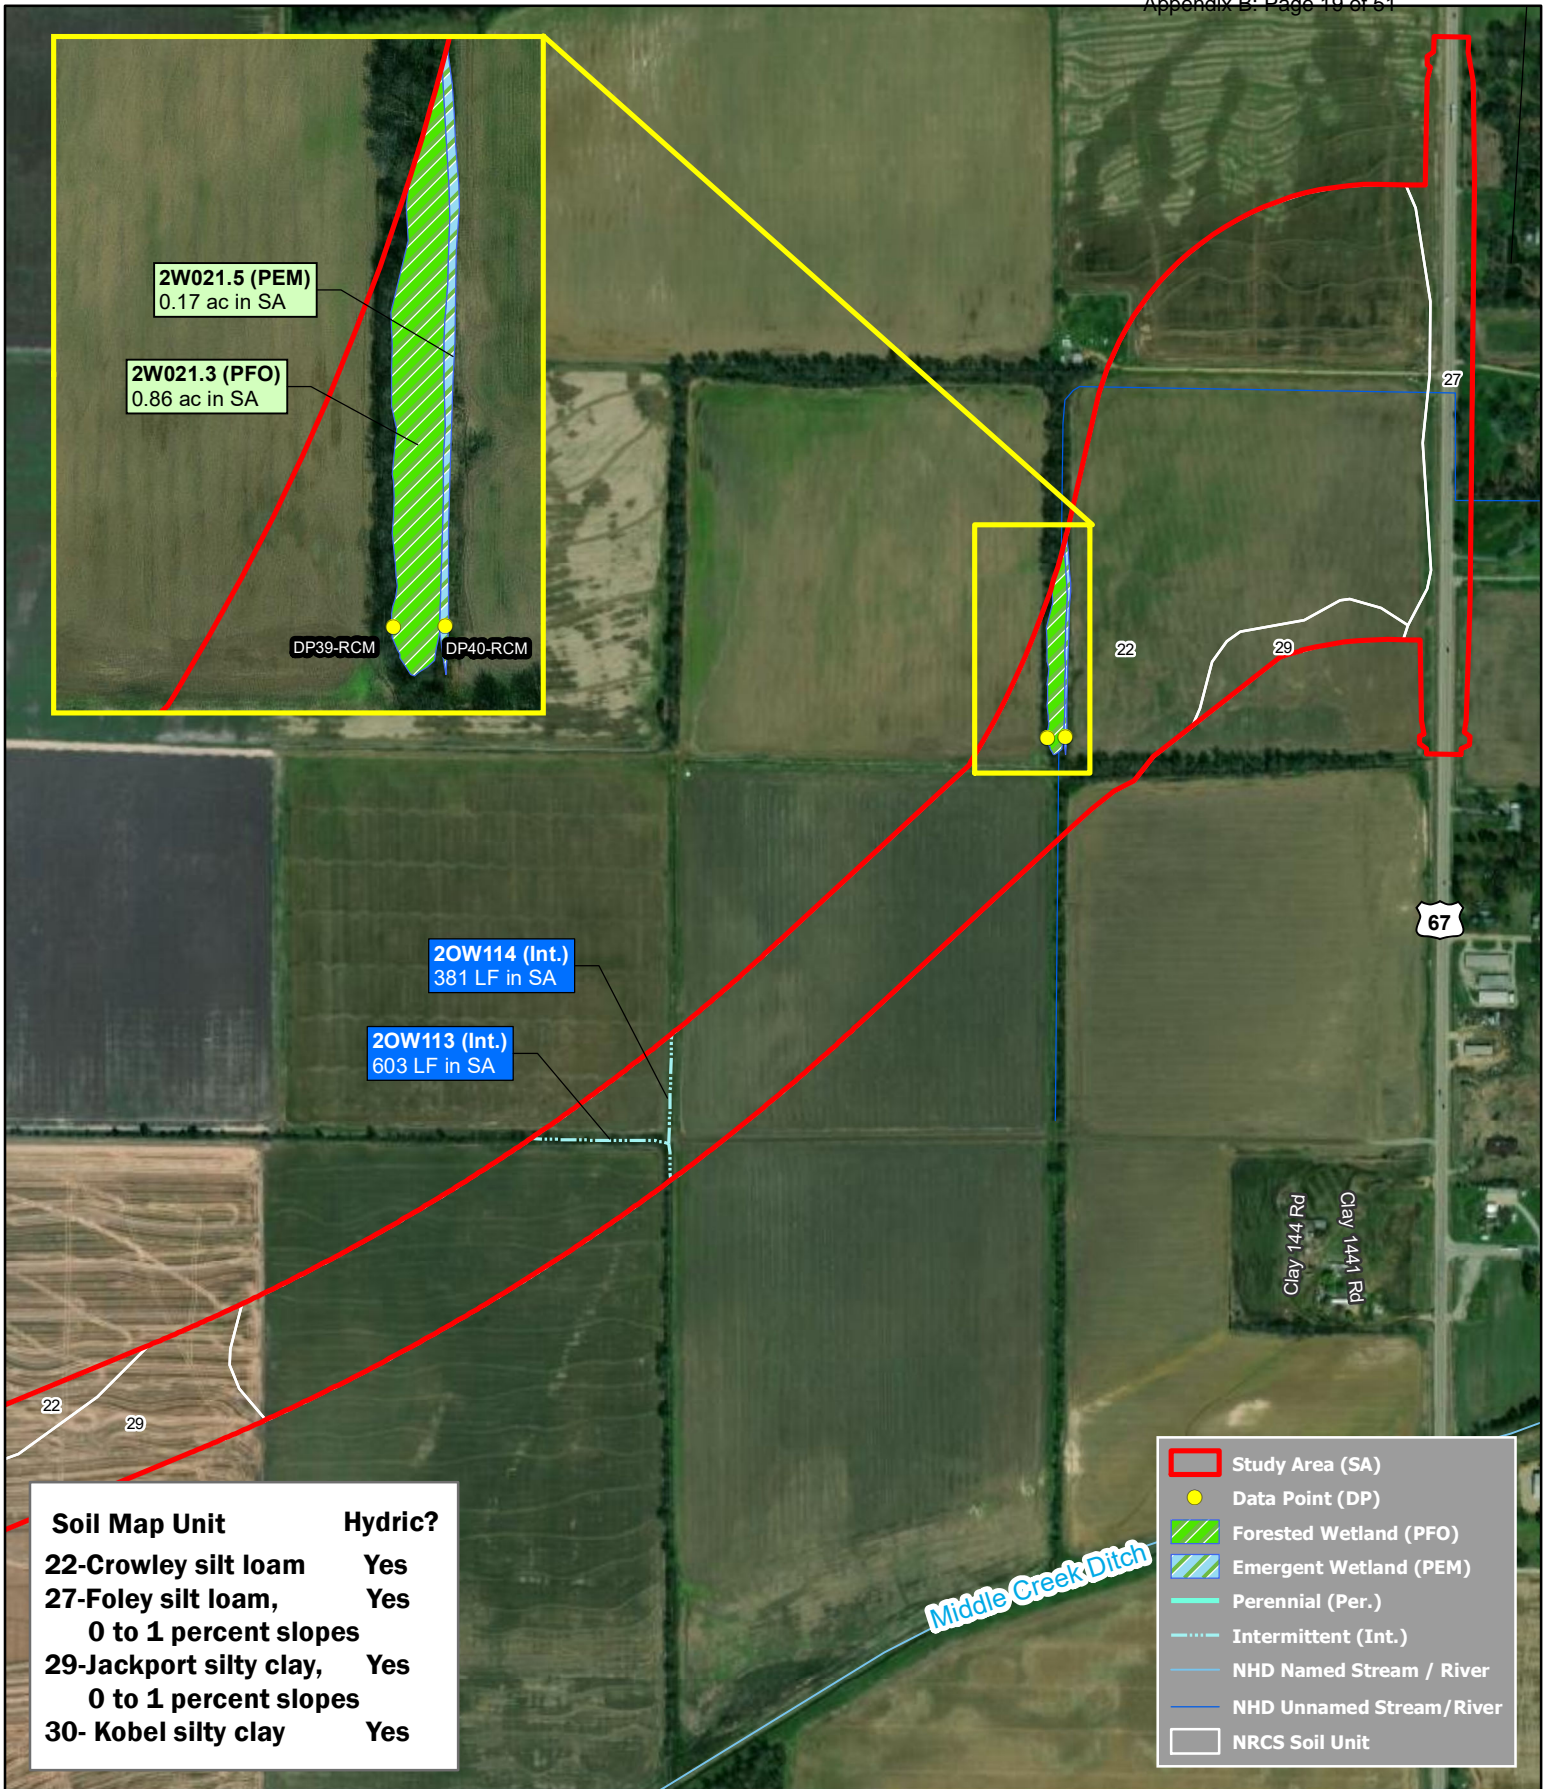 Appendix B: Page 19 of 51
2W021.5 (PEM)
0.17 ac in SA
2W021.3 (PFO)
0.86 ac in SA
DP39-RCM
DP40-RCM
27
22
29
67
2OW114 (Int.)
381 LF in SA
2OW113 (Int.)
603 LF in SA
Clay 144 Rd
Clay 1441 Rd
22
29
Middle Creek Ditch
Soil Map Unit Hydric?
22-Crowley silt loam Yes
27-Foley silt loam, Yes
0 to 1 percent slopes
29-Jackport silty clay, Yes
0 to 1 percent slopes
30- Kobel silty clay Yes
Study Area (SA)
Data Point (DP)
Forested Wetland (PFO)
Emergent Wetland (PEM)
Perennial (Per.)
Intermittent (Int.)
NHD Named Stream / River
NHD Unnamed Stream/River
NRCS Soil Unit